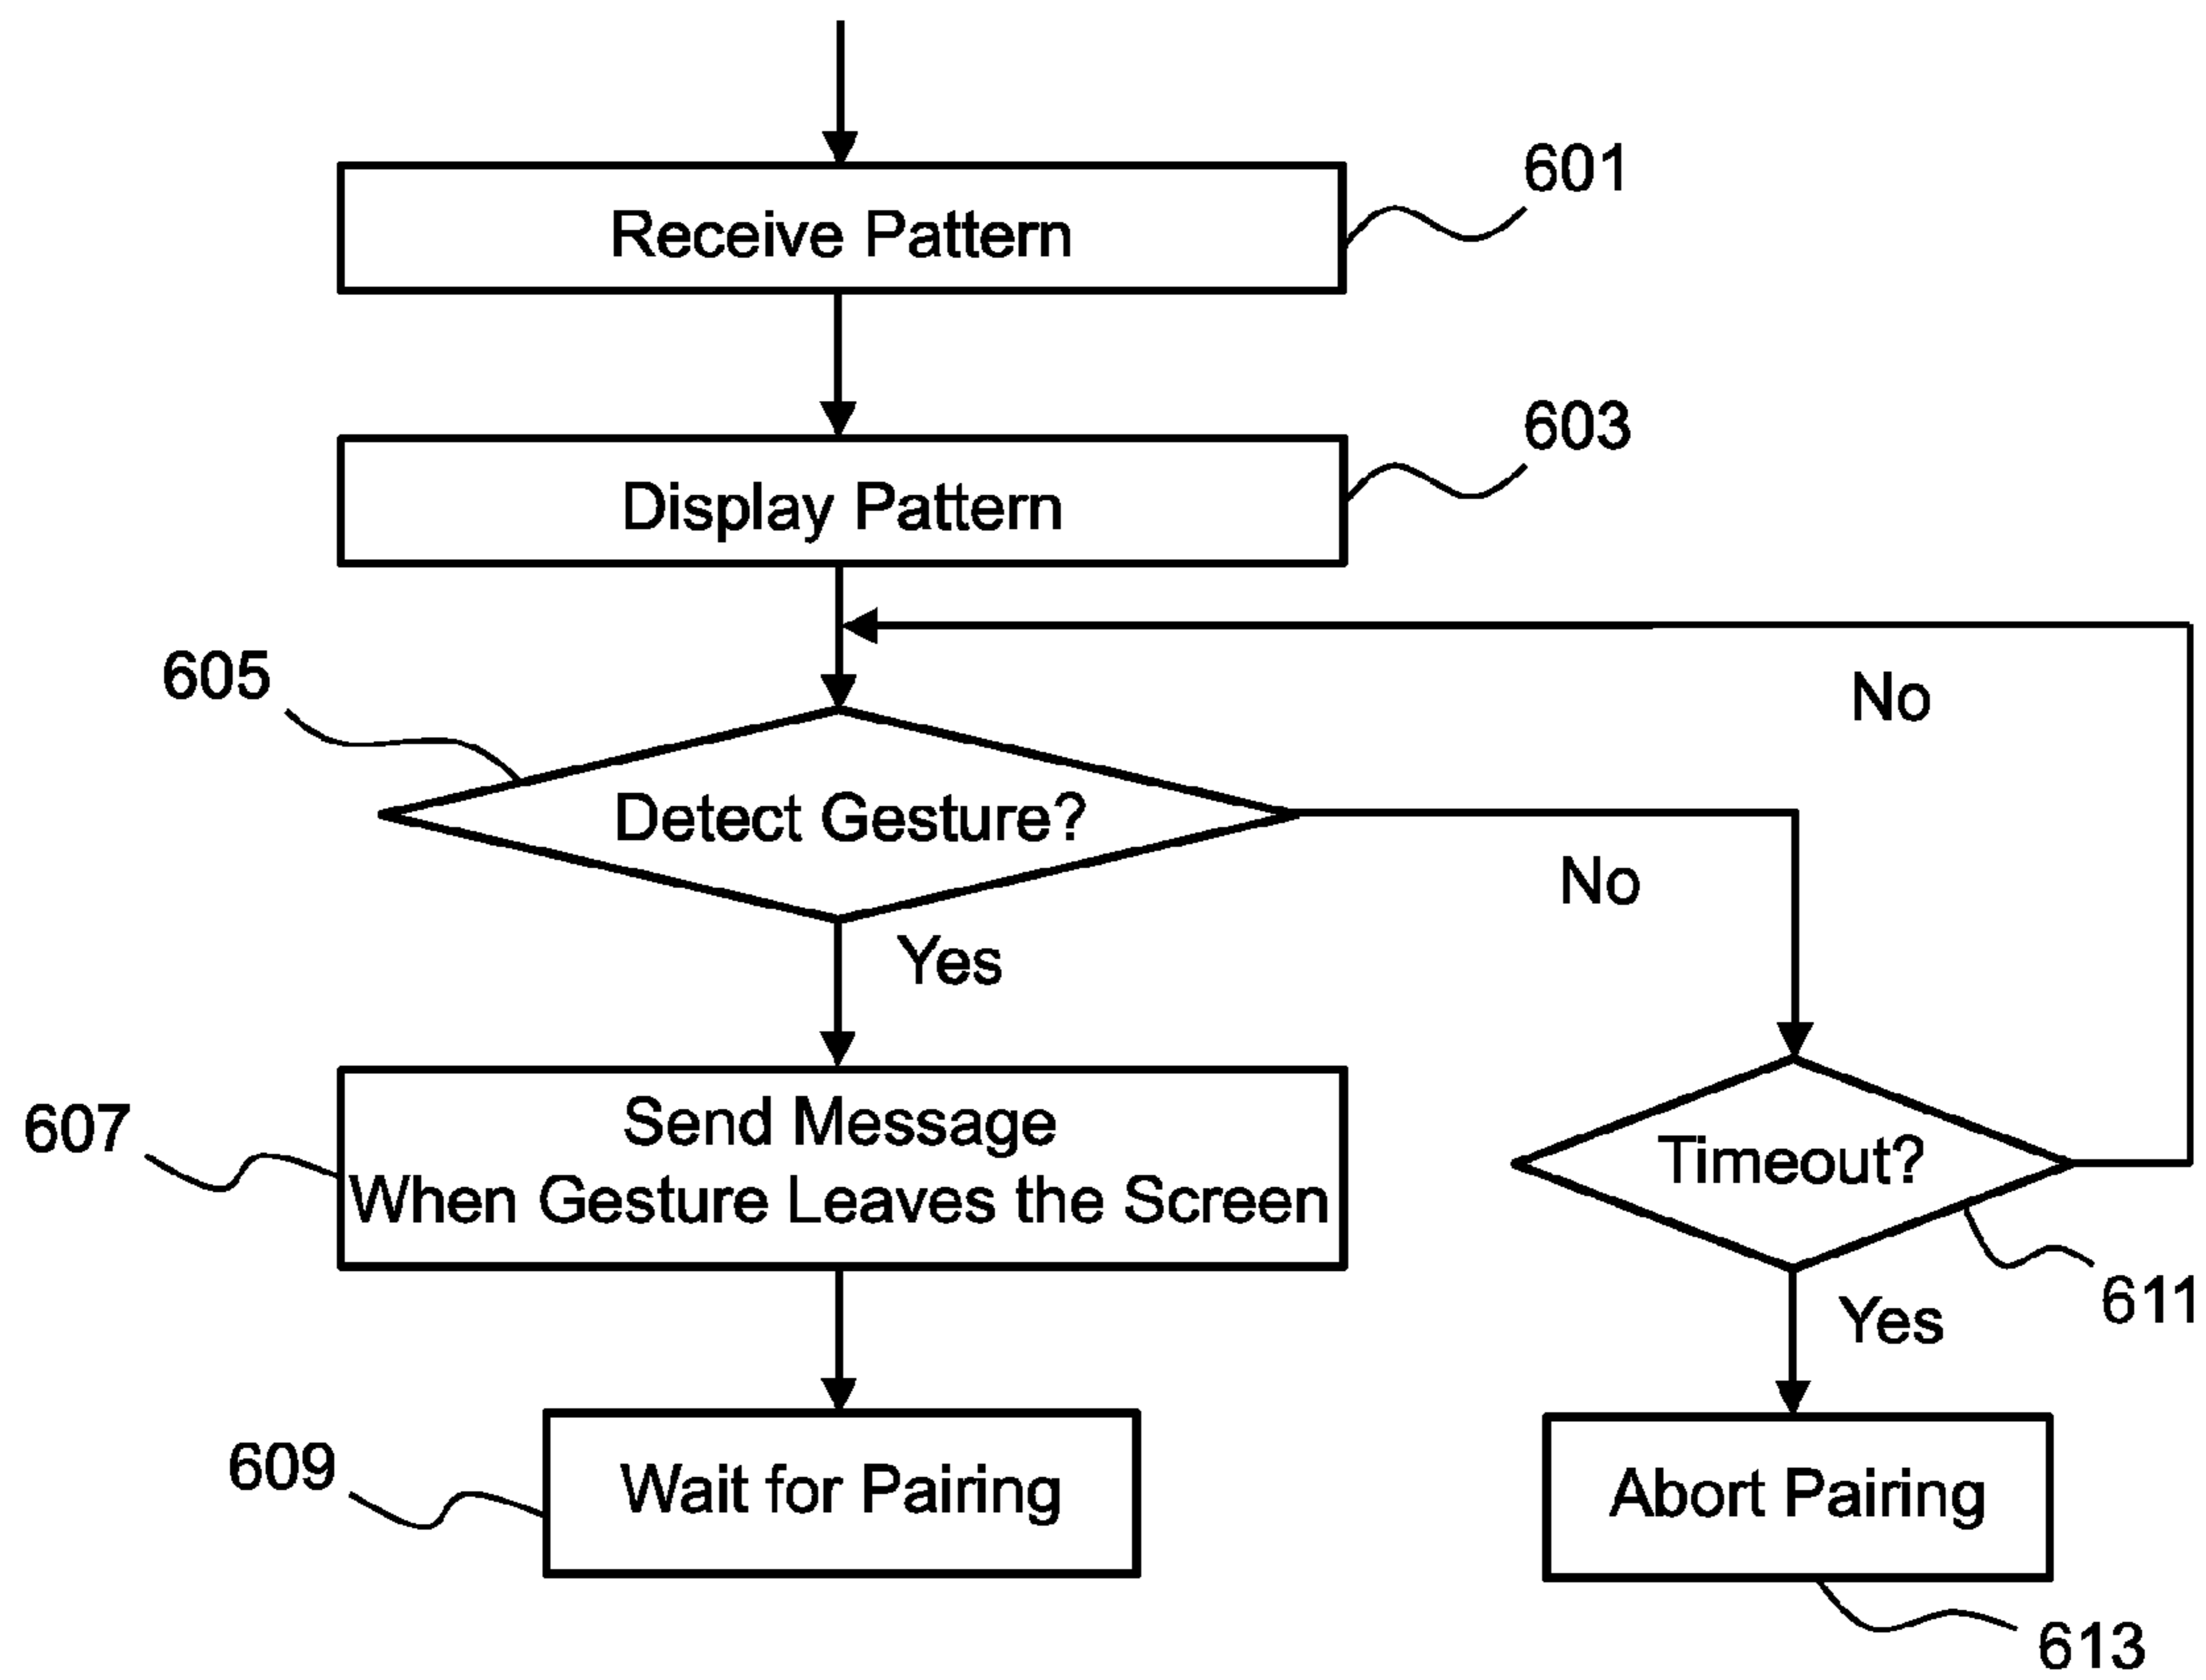 601
Receive Pattern
603
Display Pattern
605
No
Detect Gesture?
No
Yes
607
Send Message
When Gesture Leaves the Screen
Timeout?
611
Yes
609
Wait for Pairing
Abort Pairing
613